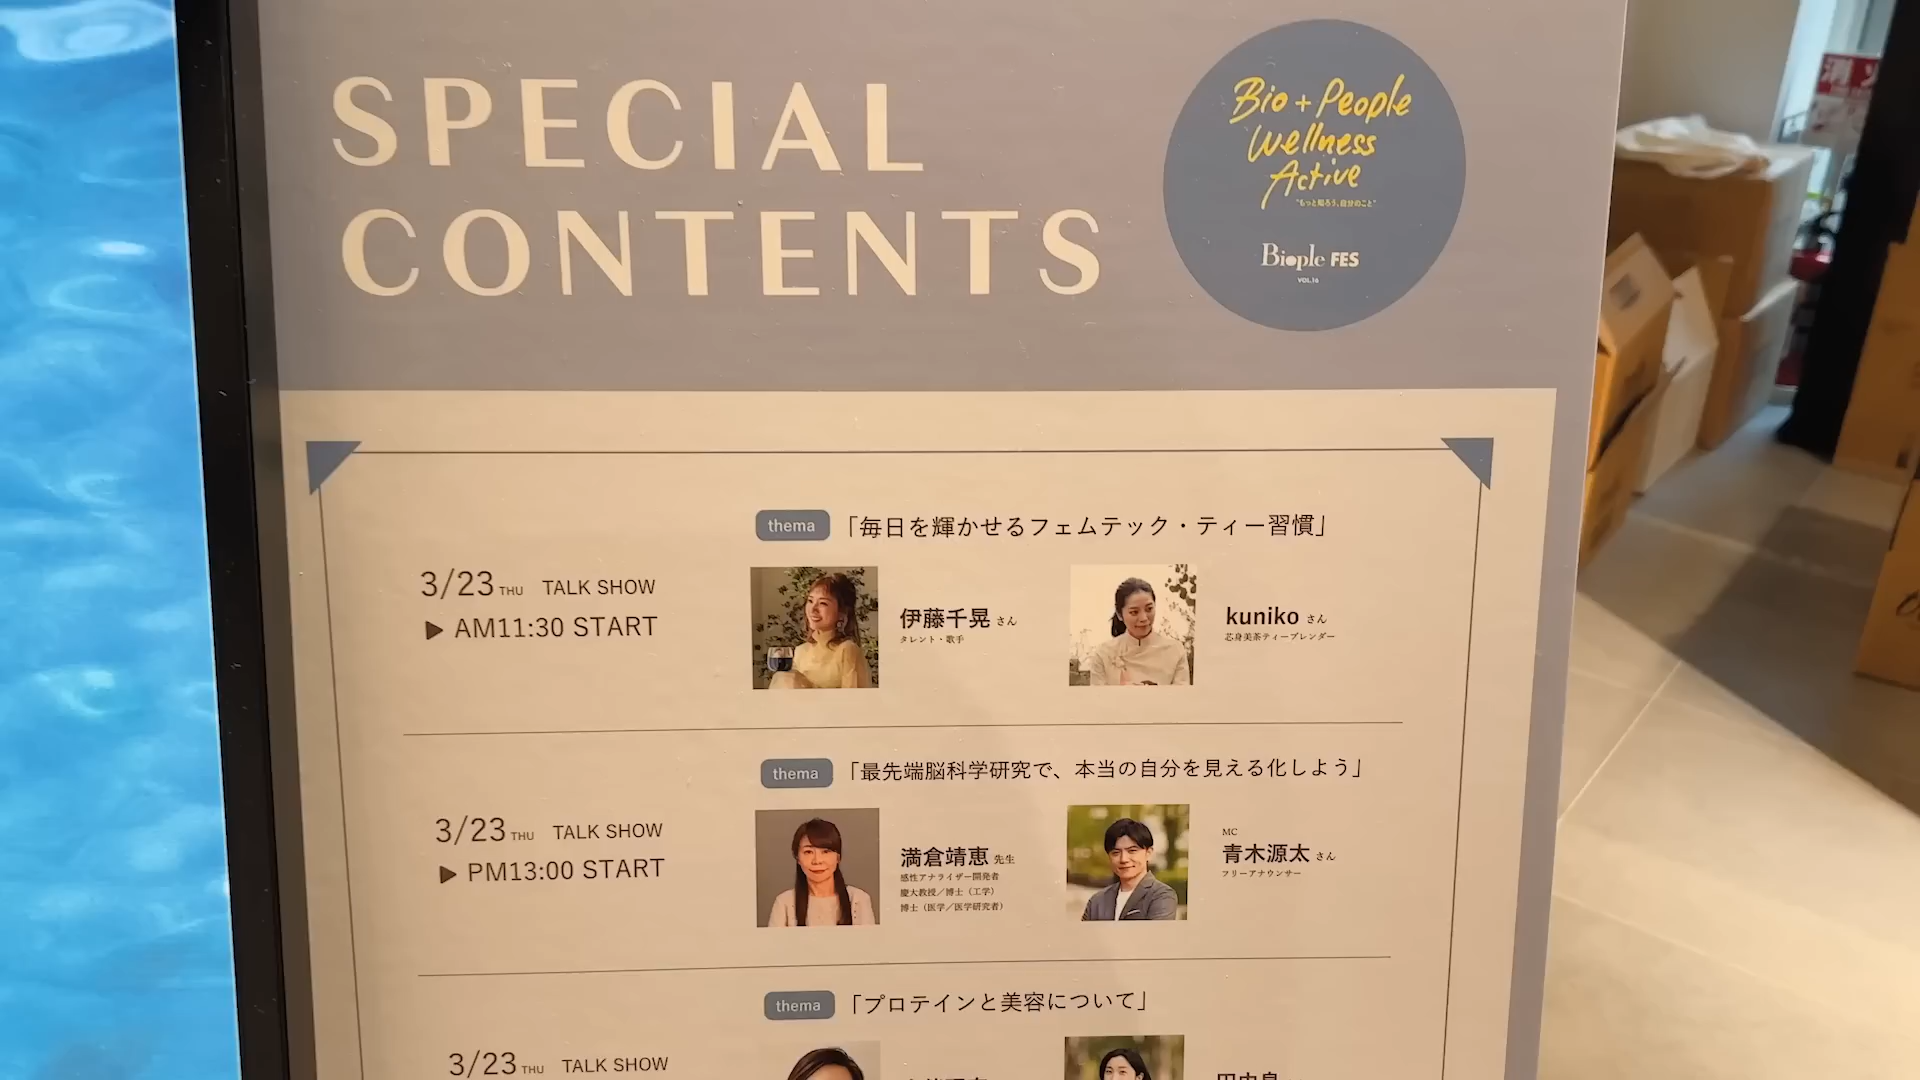 SPECIAL
CONTENTS
Bio + People
Wellness
Active
"もっと知ろう、自分のこと"
Biople FES
VOL.16
thema 「毎日を輝かせるフェムテック・ティー習慣」
3/23 THU TALK SHOW
▶ AM11:30 START
伊藤千晃 さん
タレント・歌手
kuniko さん
芯身美茶ティーブレンダー
thema 「最先端脳科学研究で、本当の自分を見える化しよう」
3/23 THU TALK SHOW
▶ PM13:00 START
満倉靖恵 先生
感性アナライザー開発者
慶大教授／博士（工学）
博士（医学／医学研究者）
MC
青木源太 さん
フリーアナウンサー
thema 「プロテインと美容について」
3/23 THU TALK SHOW
消